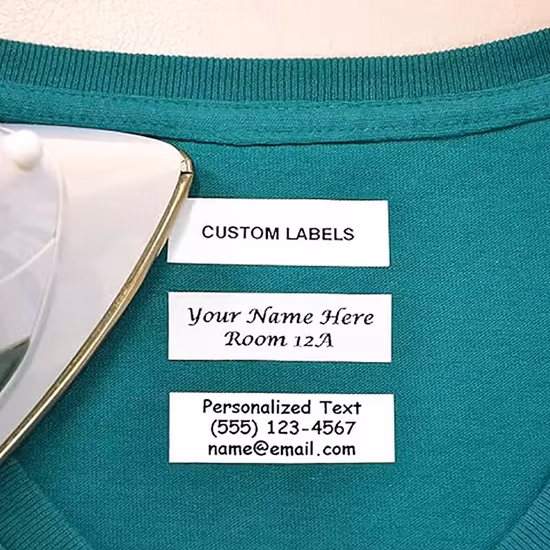 CUSTOM LABELS
Your Name Here
Room 12A
Personalized Text
(555) 123-4567
name@email.com